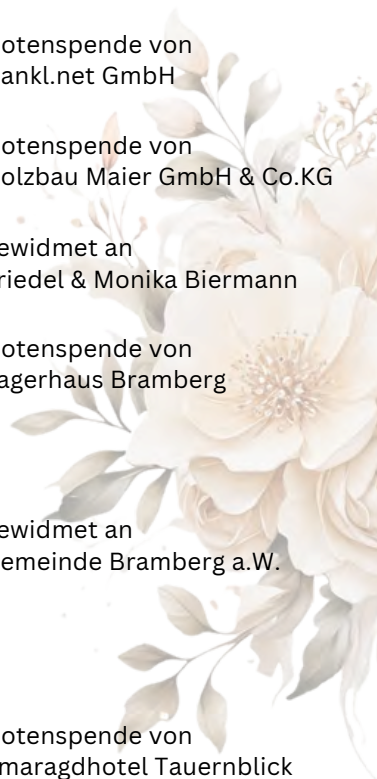 otenspende von
ankl.net GmbH
otenspende von
olzbau Maier GmbH & Co.KG
ewidmet an
riedel & Monika Biermann
otenspende von
agerhaus Bramberg
ewidmet an
emeinde Bramberg a.W.
otenspende von
maragdhotel Tauernblick